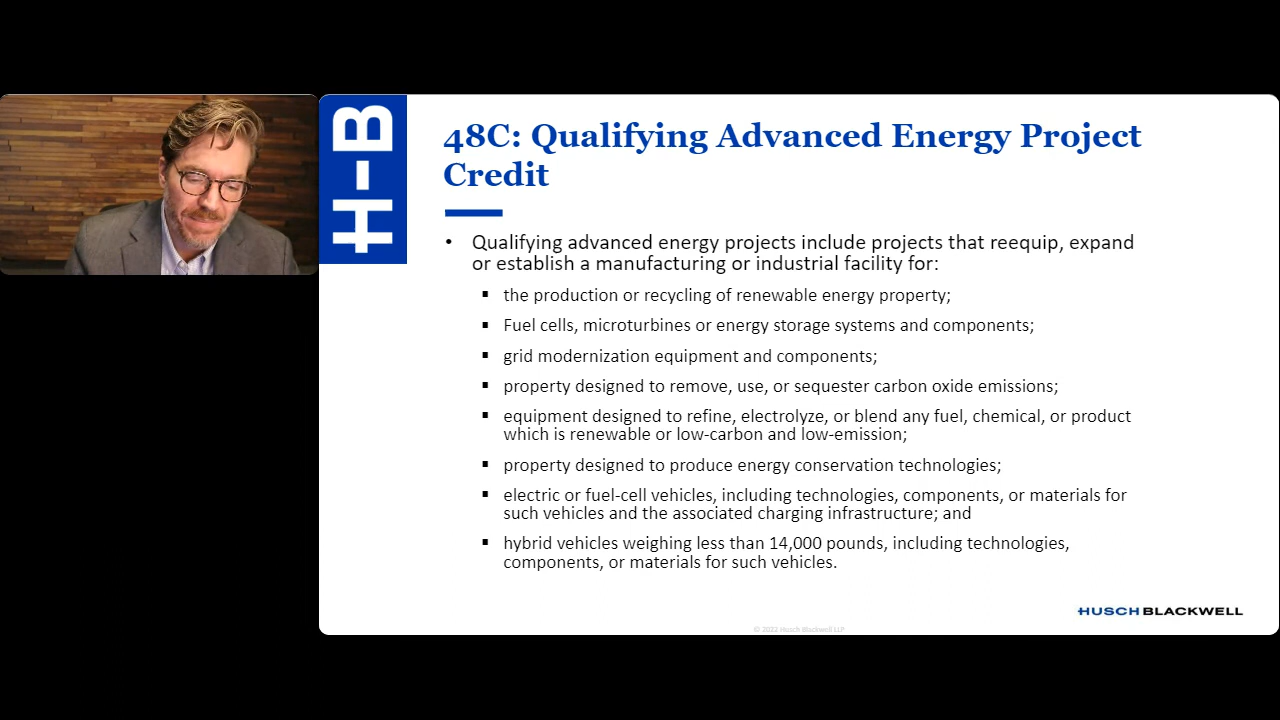 H-B
48C: Qualifying Advanced Energy Project
Credit
• Qualifying advanced energy projects include projects that reequip, expand
or establish a manufacturing or industrial facility for:
▪ the production or recycling of renewable energy property;
▪ Fuel cells, microturbines or energy storage systems and components;
▪ grid modernization equipment and components;
▪ property designed to remove, use, or sequester carbon oxide emissions;
▪ equipment designed to refine, electrolyze, or blend any fuel, chemical, or product
which is renewable or low-carbon and low-emission;
▪ property designed to produce energy conservation technologies;
▪ electric or fuel-cell vehicles, including technologies, components, or materials for
such vehicles and the associated charging infrastructure; and
▪ hybrid vehicles weighing less than 14,000 pounds, including technologies,
components, or materials for such vehicles.
HUSCH BLACKWELL
© 2022 Husch Blackwell LLP